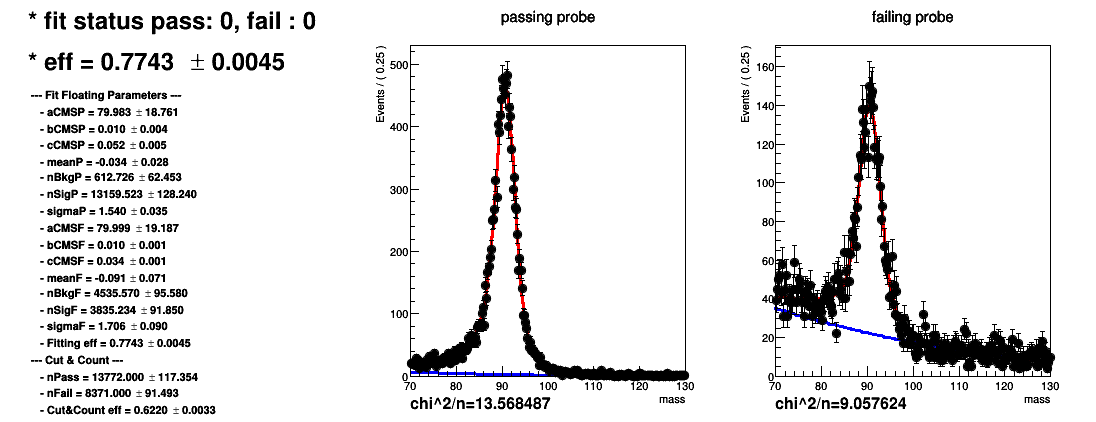 * fit status pass: 0, fail : 0
* eff = 0.7743 ± 0.0045
--- Fit Floating Parameters ---
- aCMSP = 79.983 ± 18.761
- bCMSP = 0.010 ± 0.004
- cCMSP = 0.052 ± 0.005
- meanP = -0.034 ± 0.028
- nBkgP = 612.726 ± 62.453
- nSigP = 13159.523 ± 128.240
- sigmaP = 1.540 ± 0.035
- aCMSF = 79.999 ± 19.187
- bCMSF = 0.010 ± 0.001
- cCMSF = 0.034 ± 0.001
- meanF = -0.091 ± 0.071
- nBkgF = 4535.570 ± 95.580
- nSigF = 3835.234 ± 91.850
- sigmaF = 1.706 ± 0.090
- Fitting eff = 0.7743 ± 0.0045
--- Cut & Count ---
- nPass = 13772.000 ± 117.354
- nFail = 8371.000 ± 91.493
- Cut&Count eff = 0.6220 ± 0.0033
passing probe
Events / ( 0.25 )
500
400
300
200
100
0
70 80 90 100 110 120 130
mass
chi^2/n=13.568487
failing probe
Events / ( 0.25 )
160
140
120
100
80
60
40
20
0
70 80 90 100 110 120 130
mass
chi^2/n=9.057624